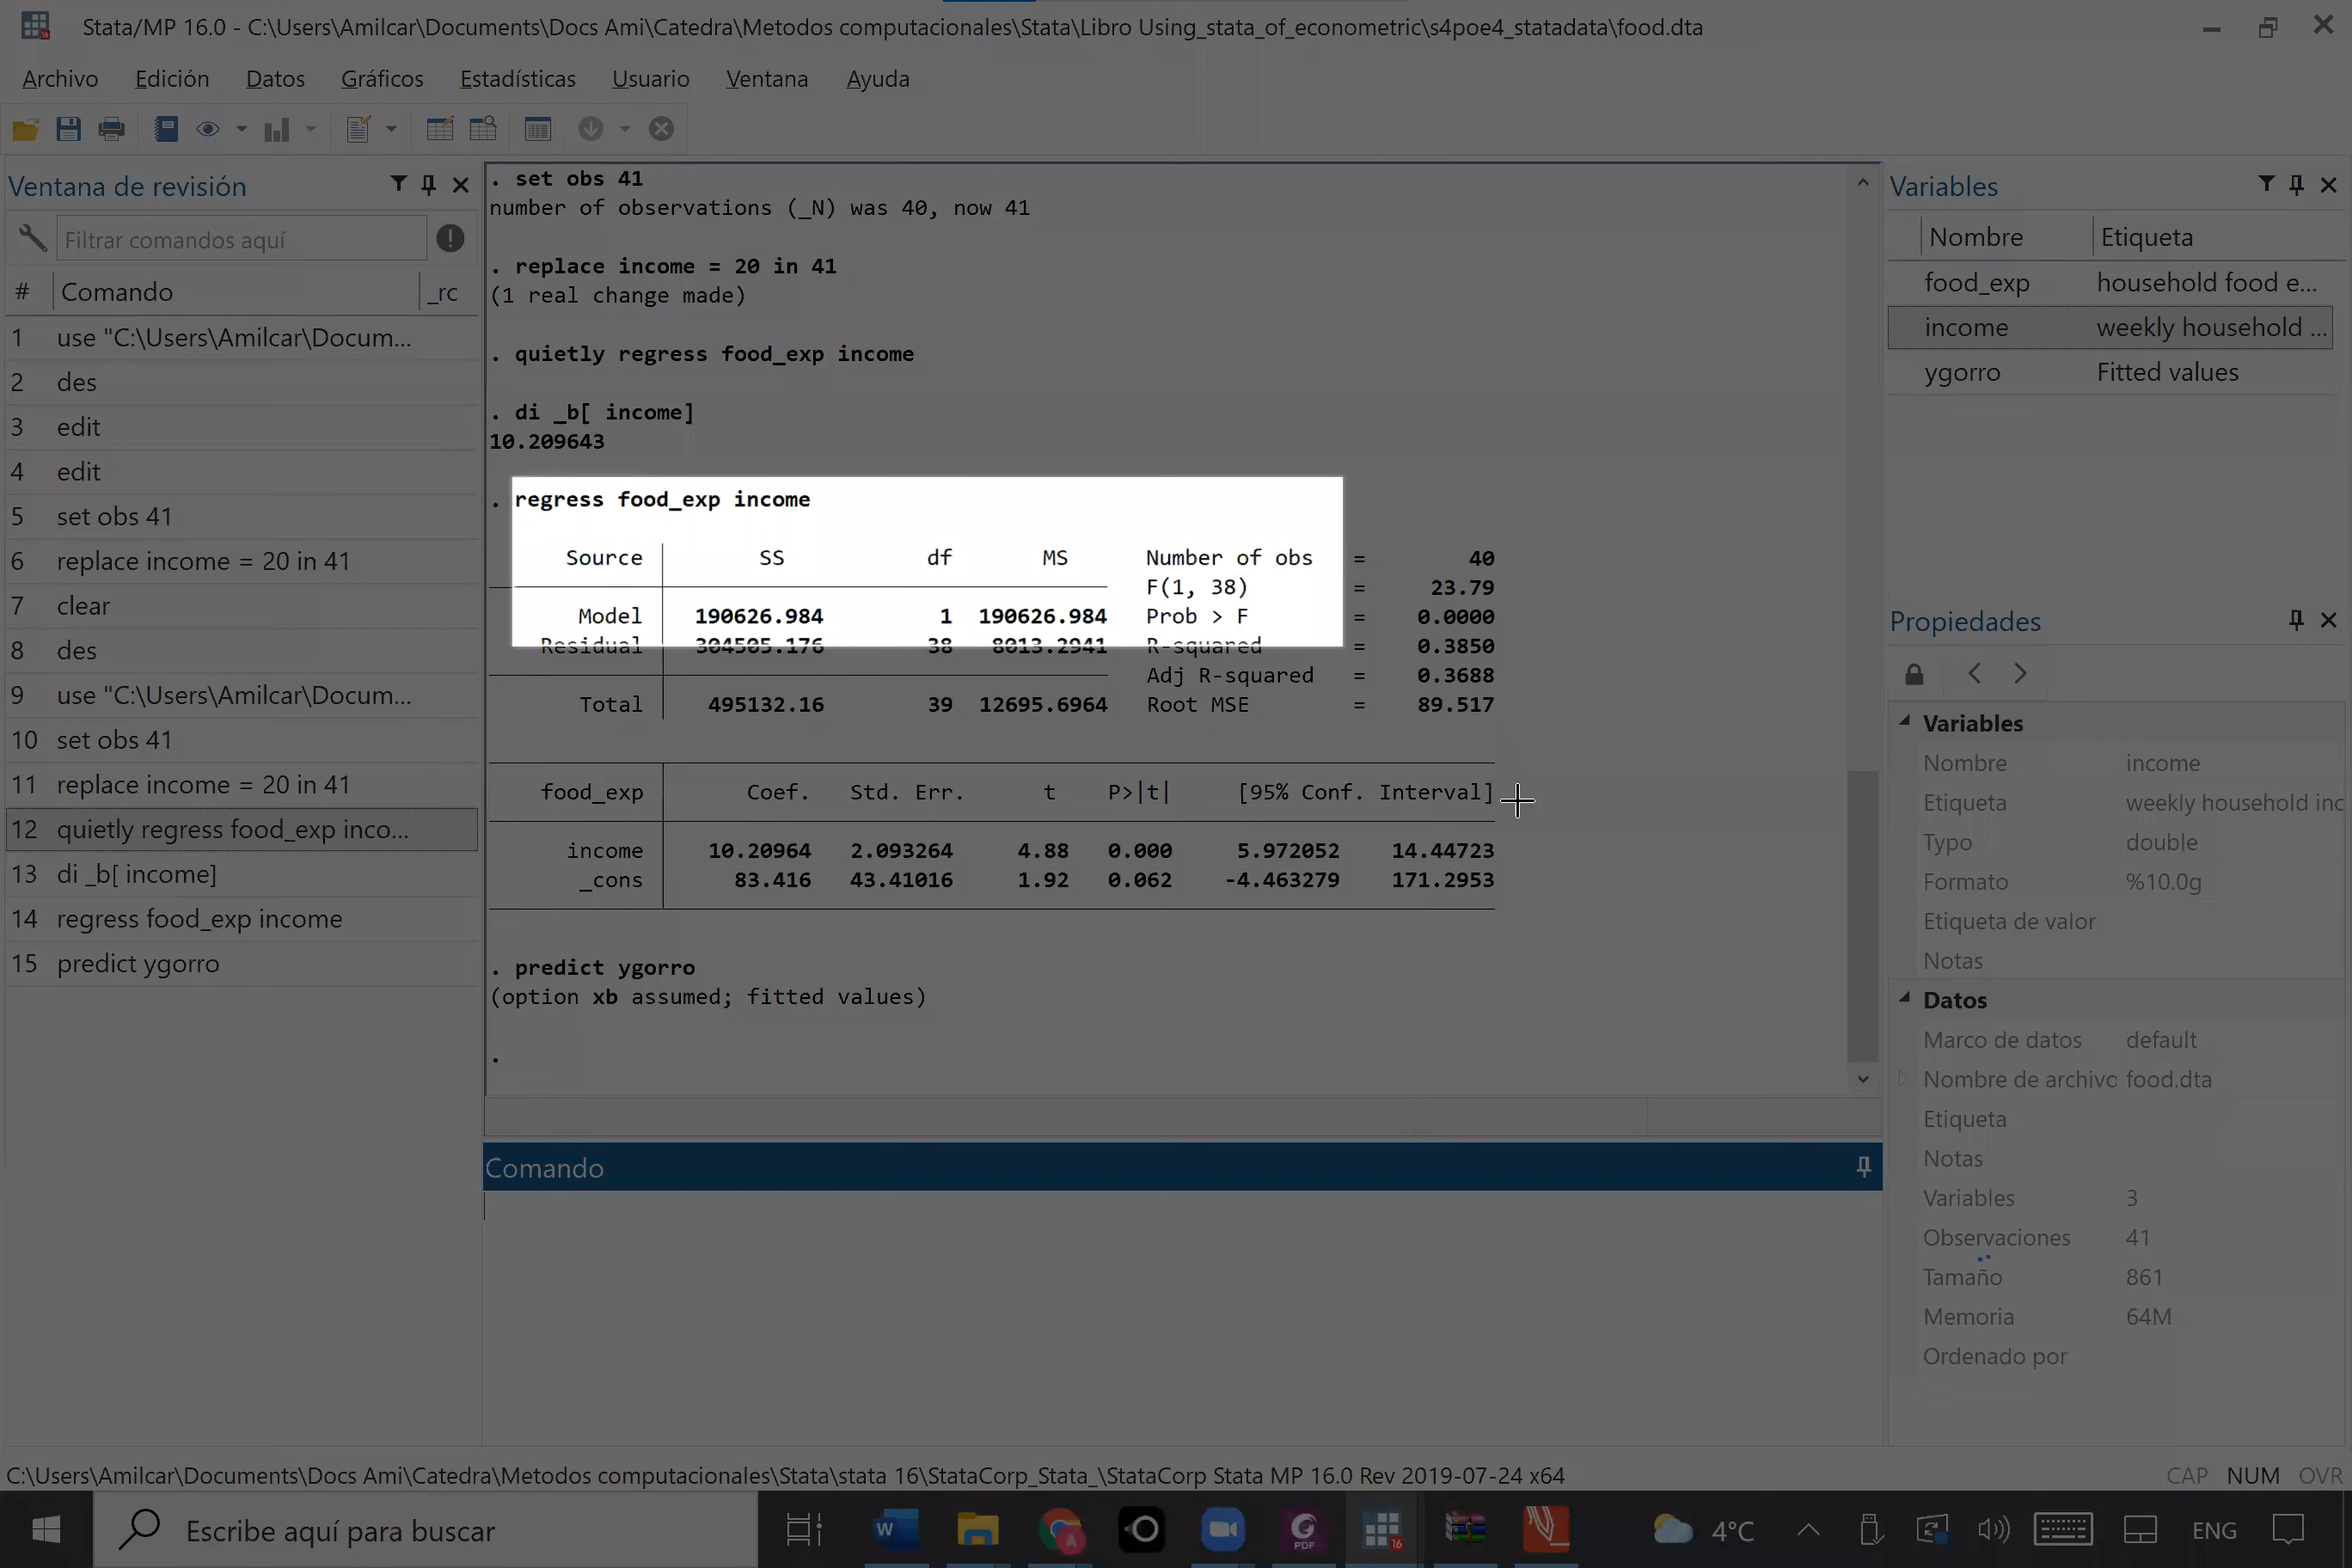 Stata/MP 16.0 - C:\Users\Amilcar\Documents\Docs Ami\Catedra\Metodos computacionales\Stata\Libro Using_stata_of_econometric\s4poe4_statadata\food.dta
Archivo Edición Datos Gráficos Estadísticas Usuario Ventana Ayuda
Ventana de revisión
Filtrar comandos aquí
# Comando _rc
1 use "C:\Users\Amilcar\Docum...
2 des
3 edit
4 edit
5 set obs 41
6 replace income = 20 in 41
7 clear
8 des
9 use "C:\Users\Amilcar\Docum...
10 set obs 41
11 replace income = 20 in 41
12 quietly regress food_exp inco...
13 di _b[ income]
14 regress food_exp income
15 predict ygorro
. set obs 41
number of observations (_N) was 40, now 41
. replace income = 20 in 41
(1 real change made)
. quietly regress food_exp income
. di _b[ income]
10.209643
. regress food_exp income
Source SS df MS Number of obs = 40
F(1, 38) = 23.79
Model 190626.984 1 190626.984 Prob > F = 0.0000
Residual 304505.176 38 8013.2941 R-squared = 0.3850
Adj R-squared = 0.3688
Total 495132.16 39 12695.6964 Root MSE = 89.517
food_exp Coef. Std. Err. t P>|t| [95% Conf. Interval]
income 10.20964 2.093264 4.88 0.000 5.972052 14.44723
_cons 83.416 43.41016 1.92 0.062 -4.463279 171.2953
. predict ygorro
(option xb assumed; fitted values)
.
Comando
Variables
Nombre Etiqueta
food_exp household food e...
income weekly household ...
ygorro Fitted values
Propiedades
Variables
Nombre income
Etiqueta weekly household inc
Typo double
Formato %10.0g
Etiqueta de valor
Notas
Datos
Marco de datos default
Nombre de archivo food.dta
Etiqueta
Notas
Variables 3
Observaciones 41
Tamaño 861
Memoria 64M
Ordenado por
C:\Users\Amilcar\Documents\Docs Ami\Catedra\Metodos computacionales\Stata\stata 16\StataCorp_Stata_\StataCorp Stata MP 16.0 Rev 2019-07-24 x64
CAP NUM OVR
Escribe aquí para buscar
W
A
PDF
16
4°C
ENG